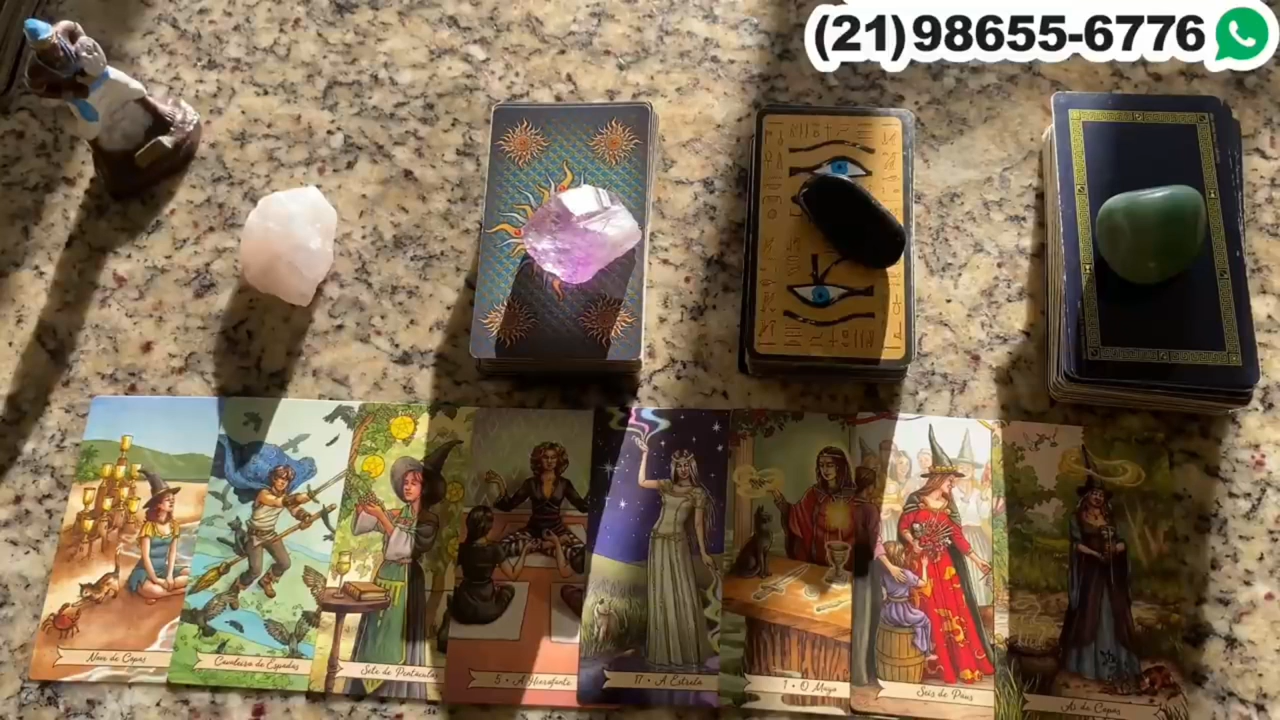 (21)98655-6776
Nove de Copas
Cavaleiro de Espadas
Sete de Pentáculos
5 • A Hierofante
17 • A Estrela
1 • O Mago
Seis de Paus
Ás de Copas